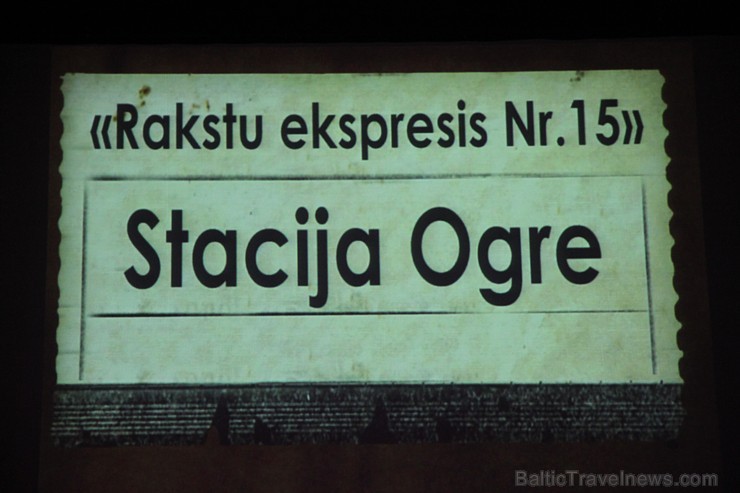 «Rakstu ekspresis Nr.15»
Stacija Ogre
BalticTravelnews.com